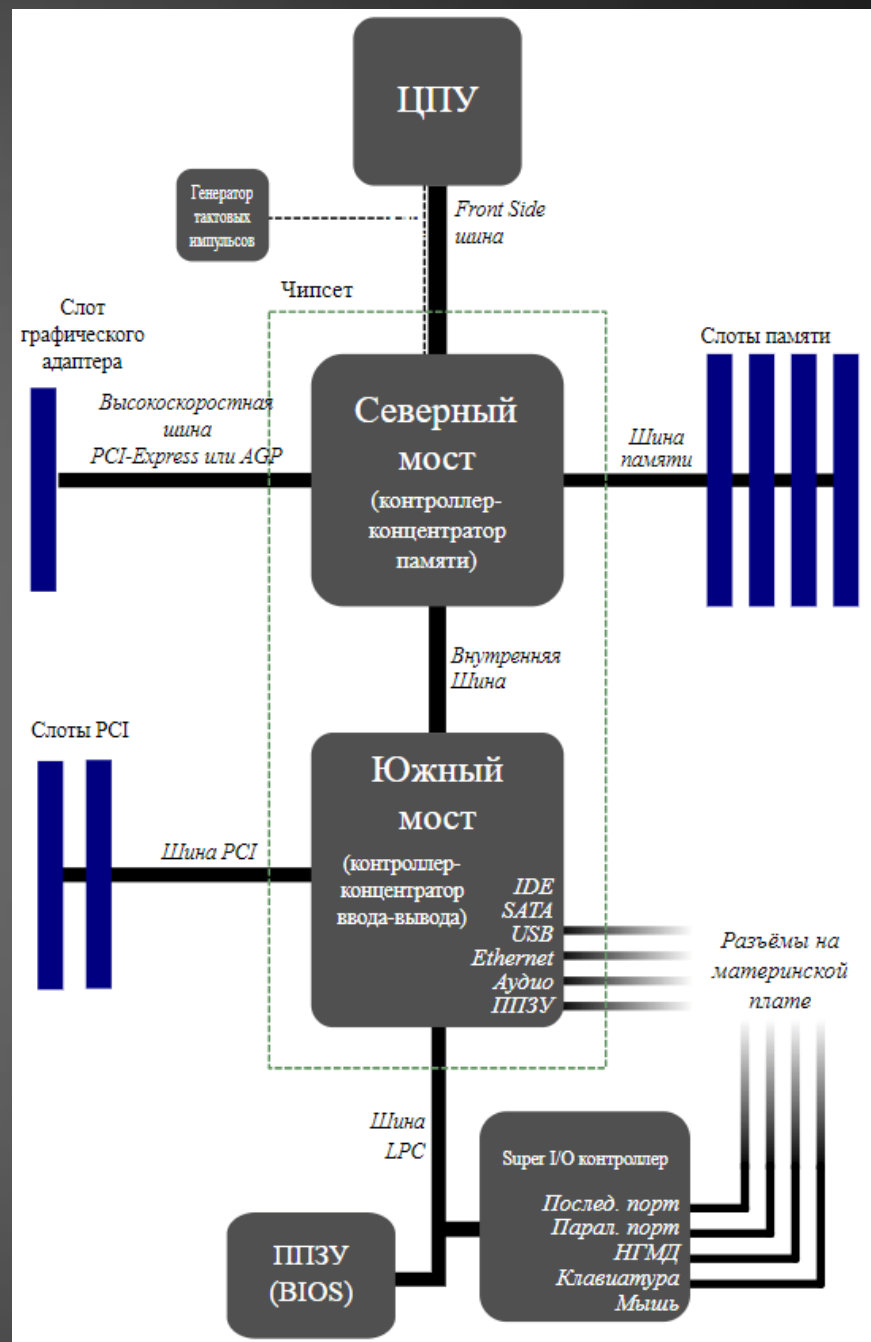 ЦПУ
Генератор
тактовых
импульсов
Front Side
шина
Чипсет
Слот
графического
адаптера
Слоты памяти
Высокоскоростная
шина
PCI-Express или AGP
Северный
мост
(контроллер-
концентратор
памяти)
Шина
памяти
Внутренняя
Шина
Слоты PCI
Южный
мост
(контроллер-
концентратор
ввода-вывода)
Шина PCI
IDE
SATA
USB
Ethernet
Аудио
ППЗУ
Разъёмы на
материнской
плате
Шина
LPC
Super I/O контроллер
Послед. порт
Парал. порт
НГМД
Клавиатура
Мышь
ППЗУ
(BIOS)